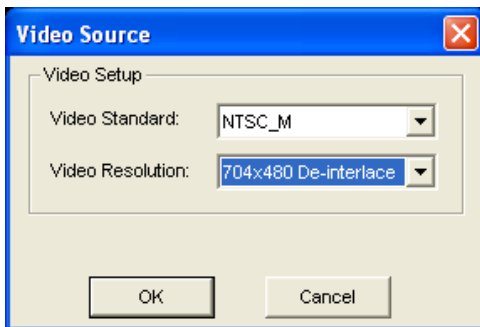 Video Source
Video Setup
Video Standard: NTSC_M
Video Resolution: 704x480 De-interlace
OK Cancel